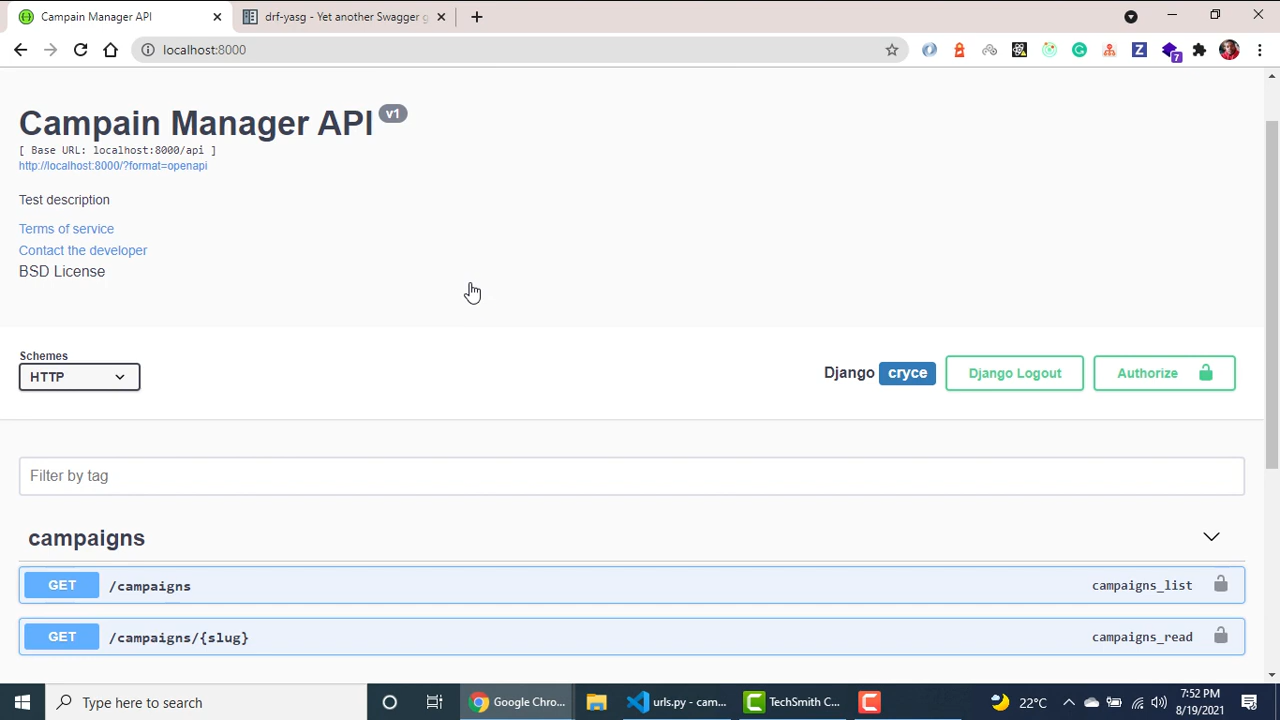 Campain Manager API
drf-yasg - Yet another Swagger g
localhost:8000
7
Campain Manager API v1
[ Base URL: localhost:8000/api ]
http://localhost:8000/?format=openapi
Test description
Terms of service
Contact the developer
BSD License
Schemes
HTTP
Django cryce
Django Logout
Authorize
Filter by tag
campaigns
GET /campaigns campaigns_list
GET /campaigns/{slug} campaigns_read
Type here to search
Google Chro...
urls.py - cam...
TechSmith C...
22°C
7:52 PM
8/19/2021